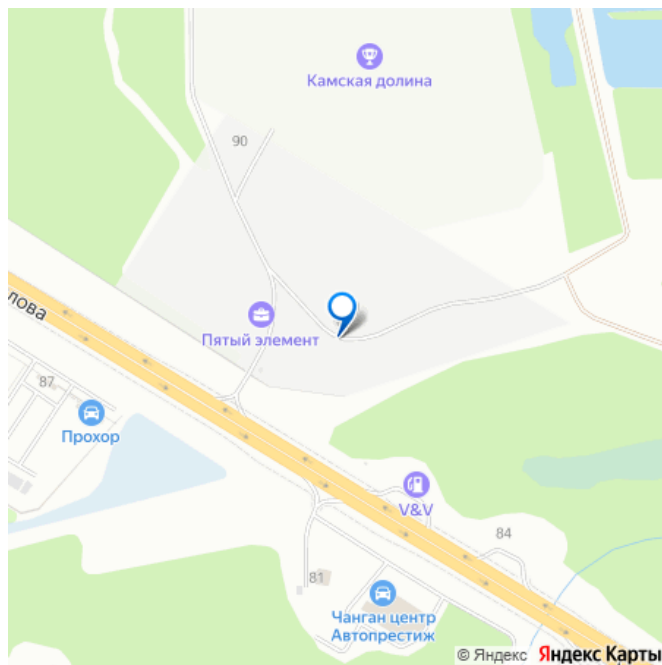 Камская долина
90
лова
Пятый элемент
87
Прохор
V&V
84
81
Чанган центр
Автопрестиж
© Яндекс Яндекс Карты